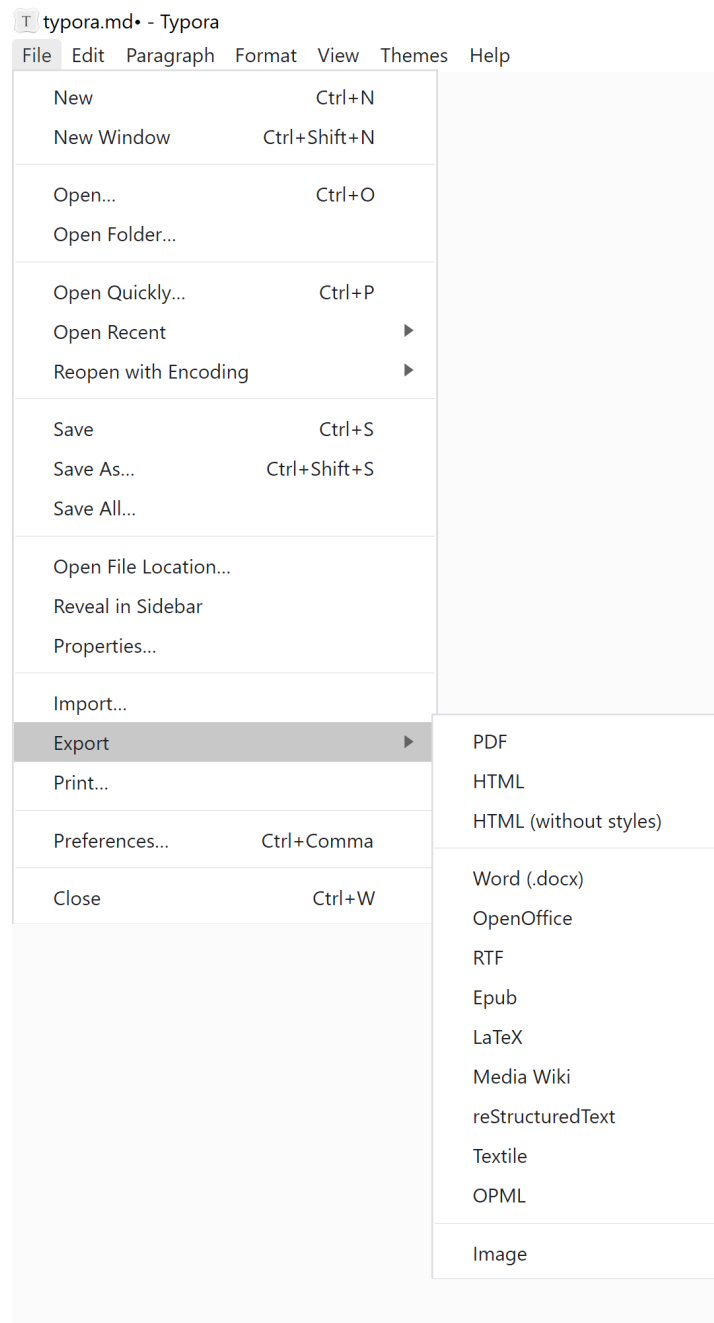 T typora.md• - Typora
File Edit Paragraph Format View Themes Help
New Ctrl+N
New Window Ctrl+Shift+N
Open... Ctrl+O
Open Folder...
Open Quickly... Ctrl+P
Open Recent
Reopen with Encoding
Save Ctrl+S
Save As... Ctrl+Shift+S
Save All...
Open File Location...
Reveal in Sidebar
Properties...
Import...
Export
Print...
Preferences... Ctrl+Comma
Close Ctrl+W
PDF
HTML
HTML (without styles)
Word (.docx)
OpenOffice
RTF
Epub
LaTeX
Media Wiki
reStructuredText
Textile
OPML
Image